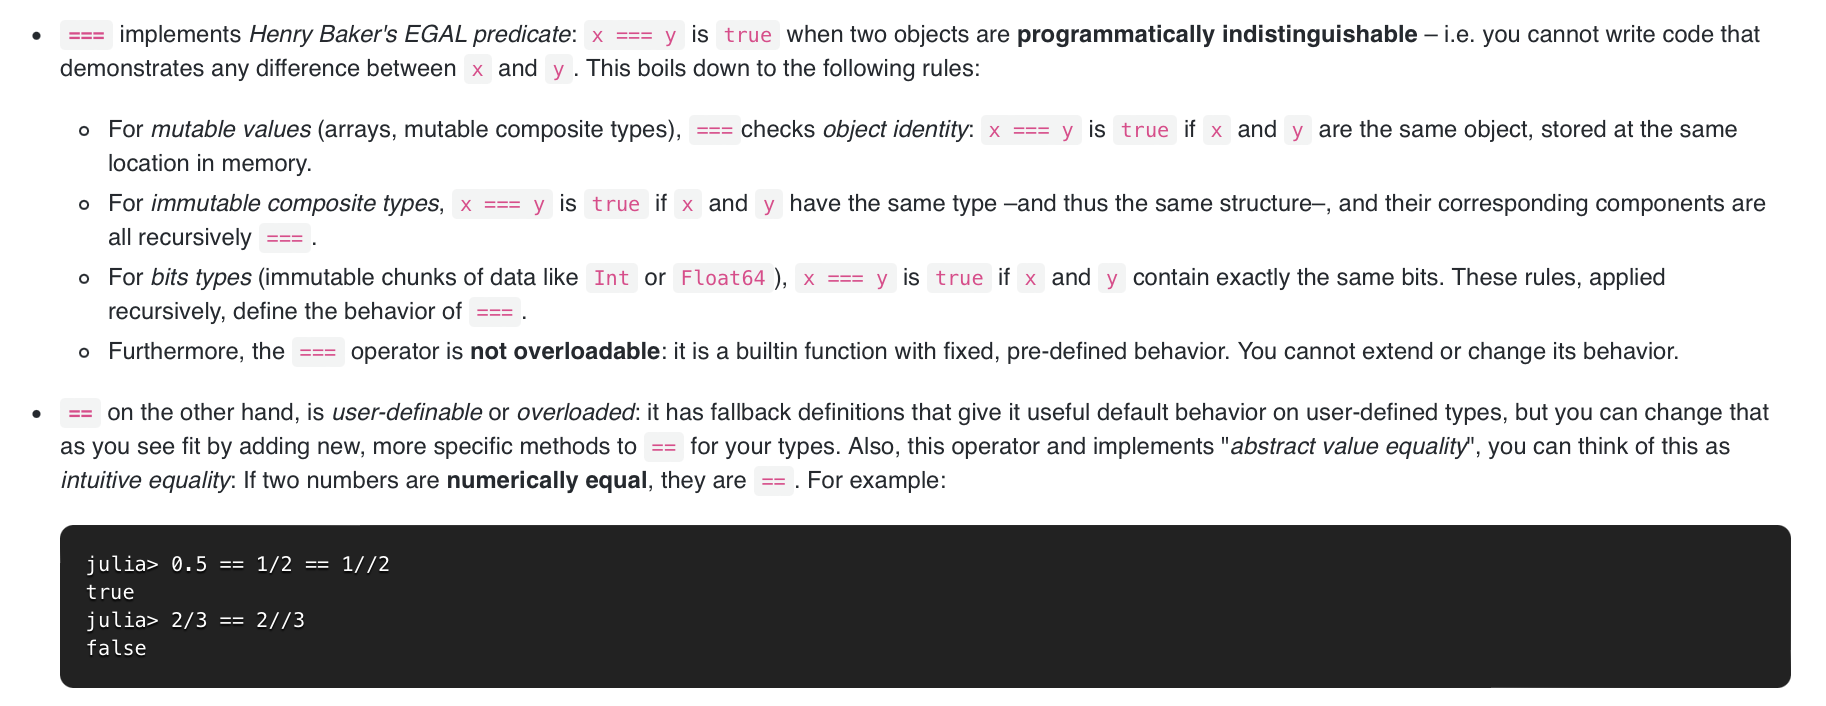 • === implements Henry Baker's EGAL predicate: x === y is true when two objects are programmatically indistinguishable – i.e. you cannot write code that
demonstrates any difference between x and y. This boils down to the following rules:
◦ For mutable values (arrays, mutable composite types), ===checks object identity: x === y is true if x and y are the same object, stored at the same
location in memory.
◦ For immutable composite types, x === y is true if x and y have the same type –and thus the same structure–, and their corresponding components are
all recursively ===.
◦ For bits types (immutable chunks of data like Int or Float64), x === y is true if x and y contain exactly the same bits. These rules, applied
recursively, define the behavior of ===.
◦ Furthermore, the === operator is not overloadable: it is a builtin function with fixed, pre-defined behavior. You cannot extend or change its behavior.
• == on the other hand, is user-definable or overloaded: it has fallback definitions that give it useful default behavior on user-defined types, but you can change that
as you see fit by adding new, more specific methods to == for your types. Also, this operator and implements "abstract value equality", you can think of this as
intuitive equality: If two numbers are numerically equal, they are ==. For example:
julia> 0.5 == 1/2 == 1//2
true
julia> 2/3 == 2//3
false